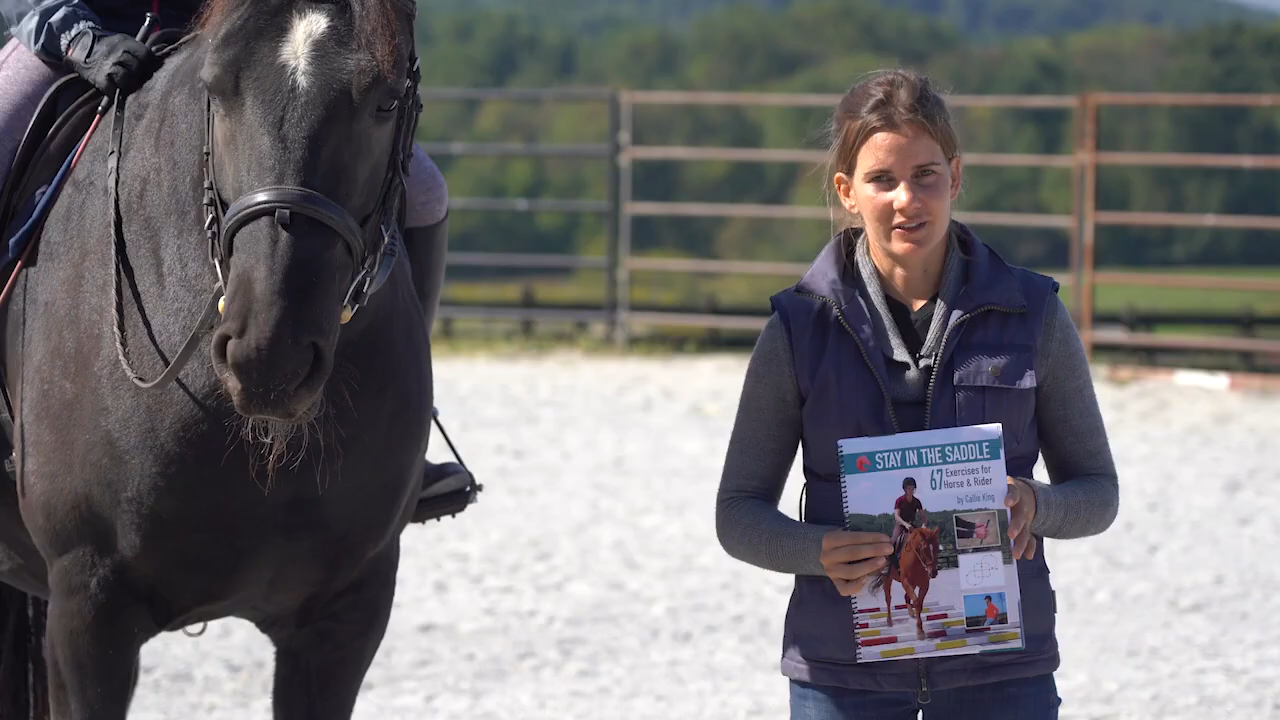 STAY IN THE SADDLE
67 Exercises for
Horse & Rider
by Callie King